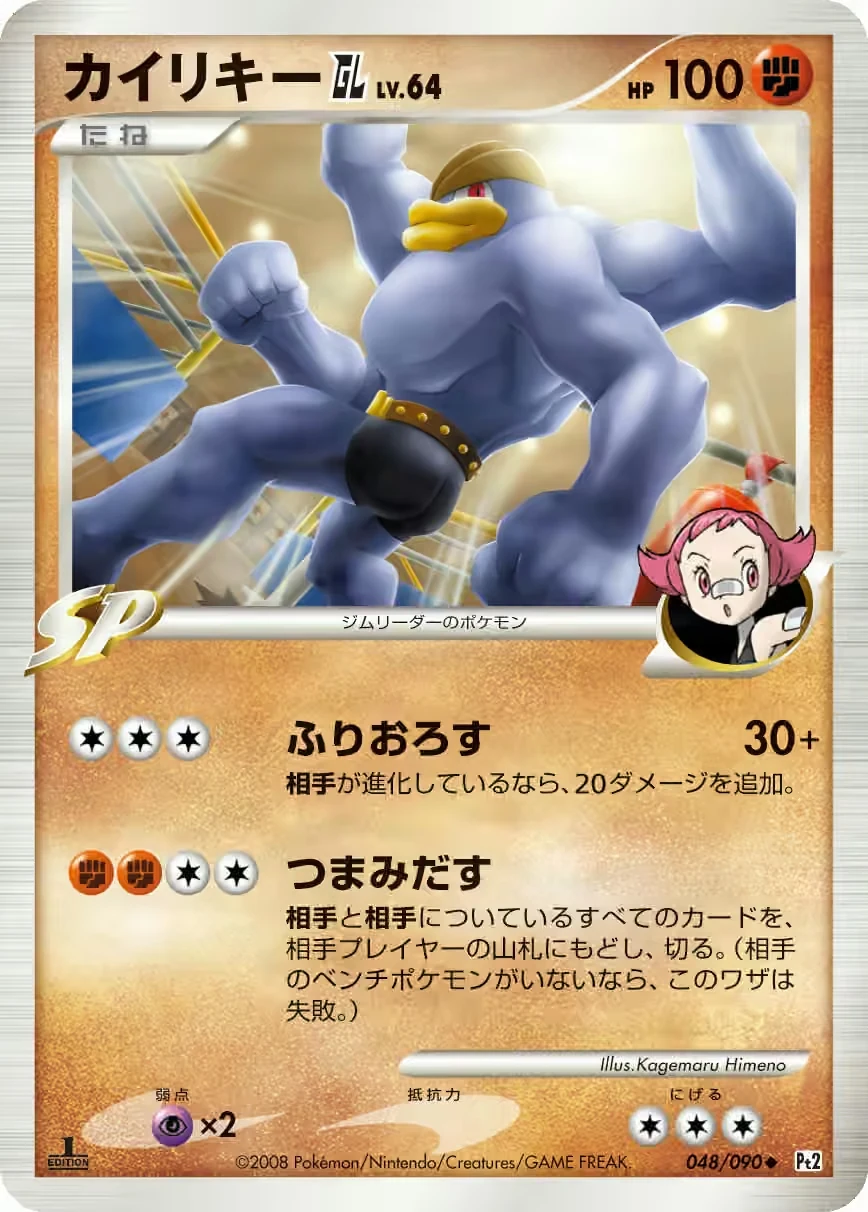 カイリキー GL LV.64 HP 100
たね
SP
ジムリーダーのポケモン
ふりおろす 30+
相手が進化しているなら、20ダメージを追加。
つまみだす
相手と相手についているすべてのカードを、
相手プレイヤーの山札にもどし、切る。（相手
のベンチポケモンがいないなら、このワザは
失敗。）
Illus.Kagemaru Himeno
弱点 抵抗力 にげる
×2
1 EDITION
©2008 Pokémon/Nintendo/Creatures/GAME FREAK. 048/090 Pt2